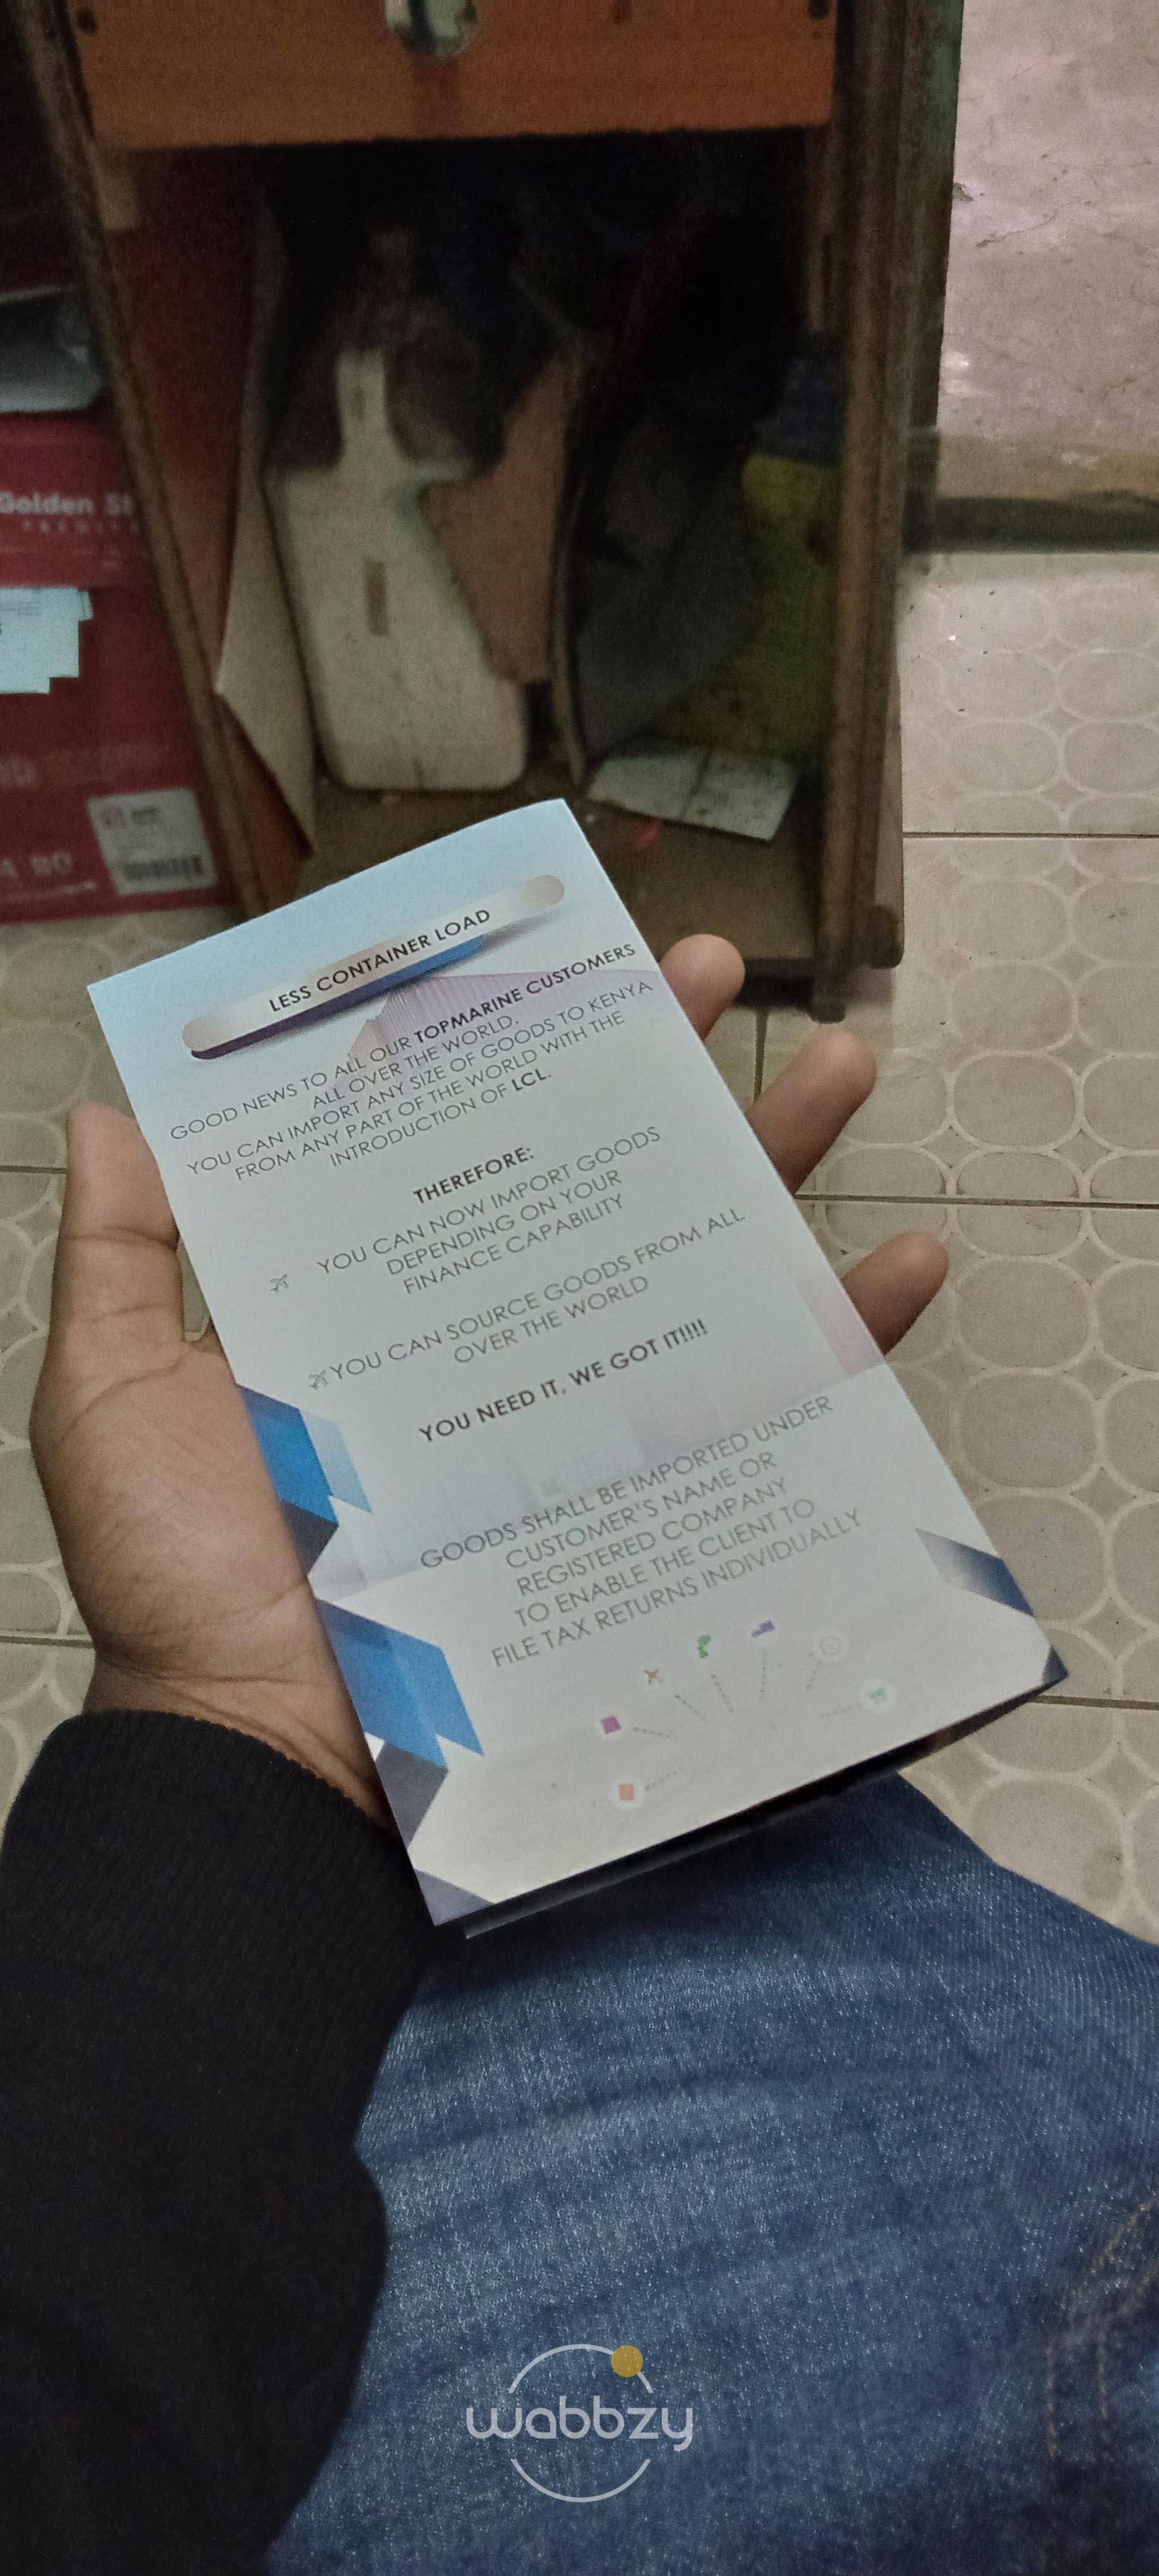 Golden
LESS CONTAINER LOAD
GOOD NEWS TO ALL OUR TOPMARINE CUSTOMERS
ALL OVER THE WORLD.
YOU CAN IMPORT ANY SIZE OF GOODS TO KENYA
FROM ANY PART OF THE WORLD WITH THE
INTRODUCTION OF LCL.
THEREFORE:
YOU CAN NOW IMPORT GOODS
DEPENDING ON YOUR
FINANCE CAPABILITY
YOU CAN SOURCE GOODS FROM ALL
OVER THE WORLD
YOU NEED IT, WE GOT IT!!!!
GOODS SHALL BE IMPORTED UNDER
CUSTOMER'S NAME OR
REGISTERED COMPANY
TO ENABLE THE CLIENT TO
FILE TAX RETURNS INDIVIDUALLY
wabbzy